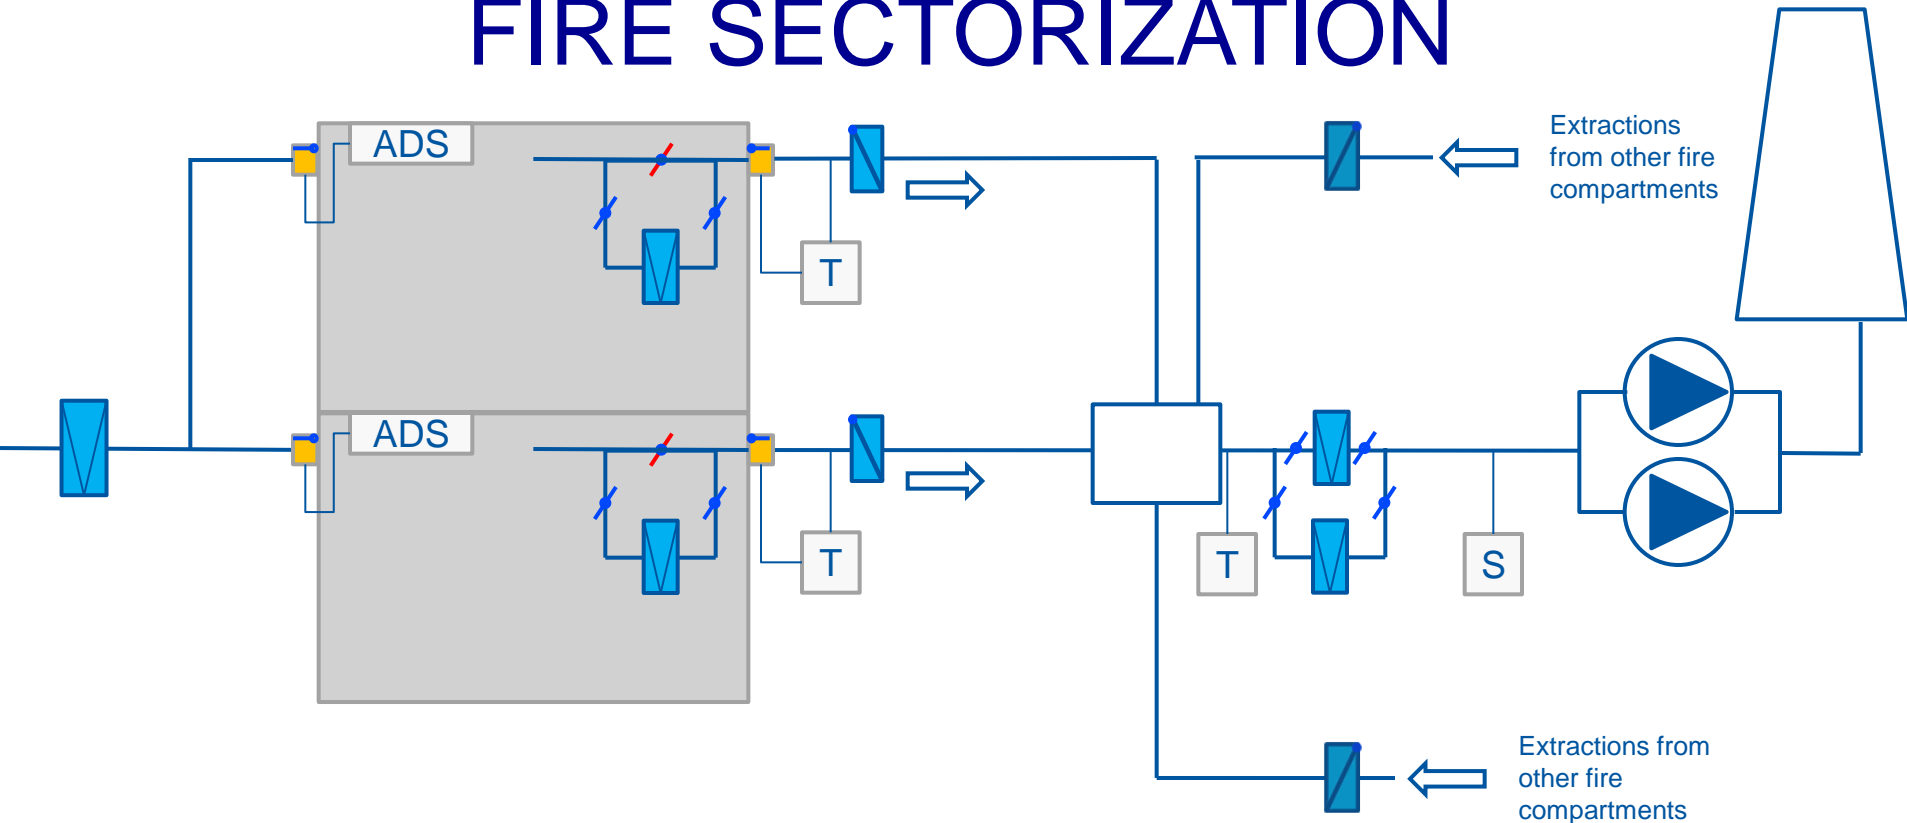 FIRE SECTORIZATION
ADS
Extractions
from other fire
compartments
T
ADS
T
T
S
Extractions from
other fire
compartments